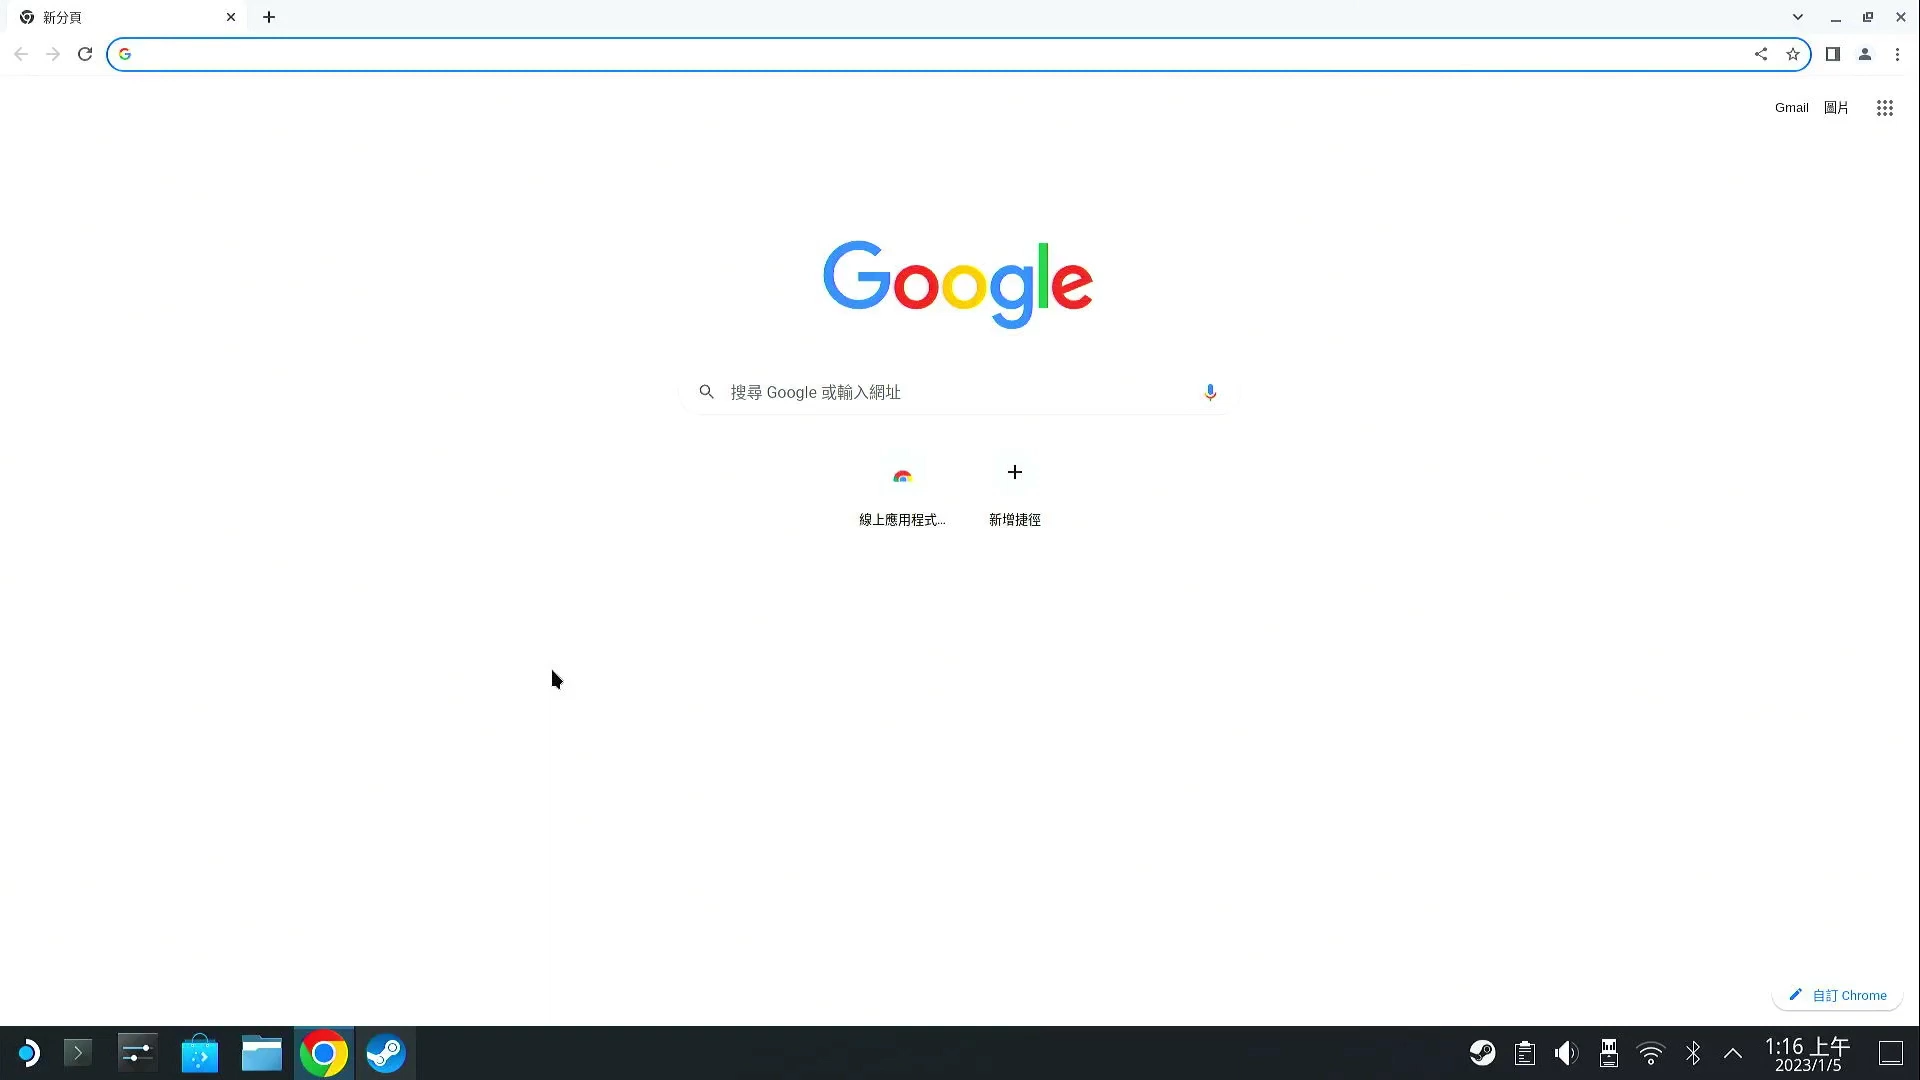 新分頁
Gmail 圖片
Google
搜尋 Google 或輸入網址
線上應用程式...
新增捷徑
自訂 Chrome
1:16 上午
2023/1/5